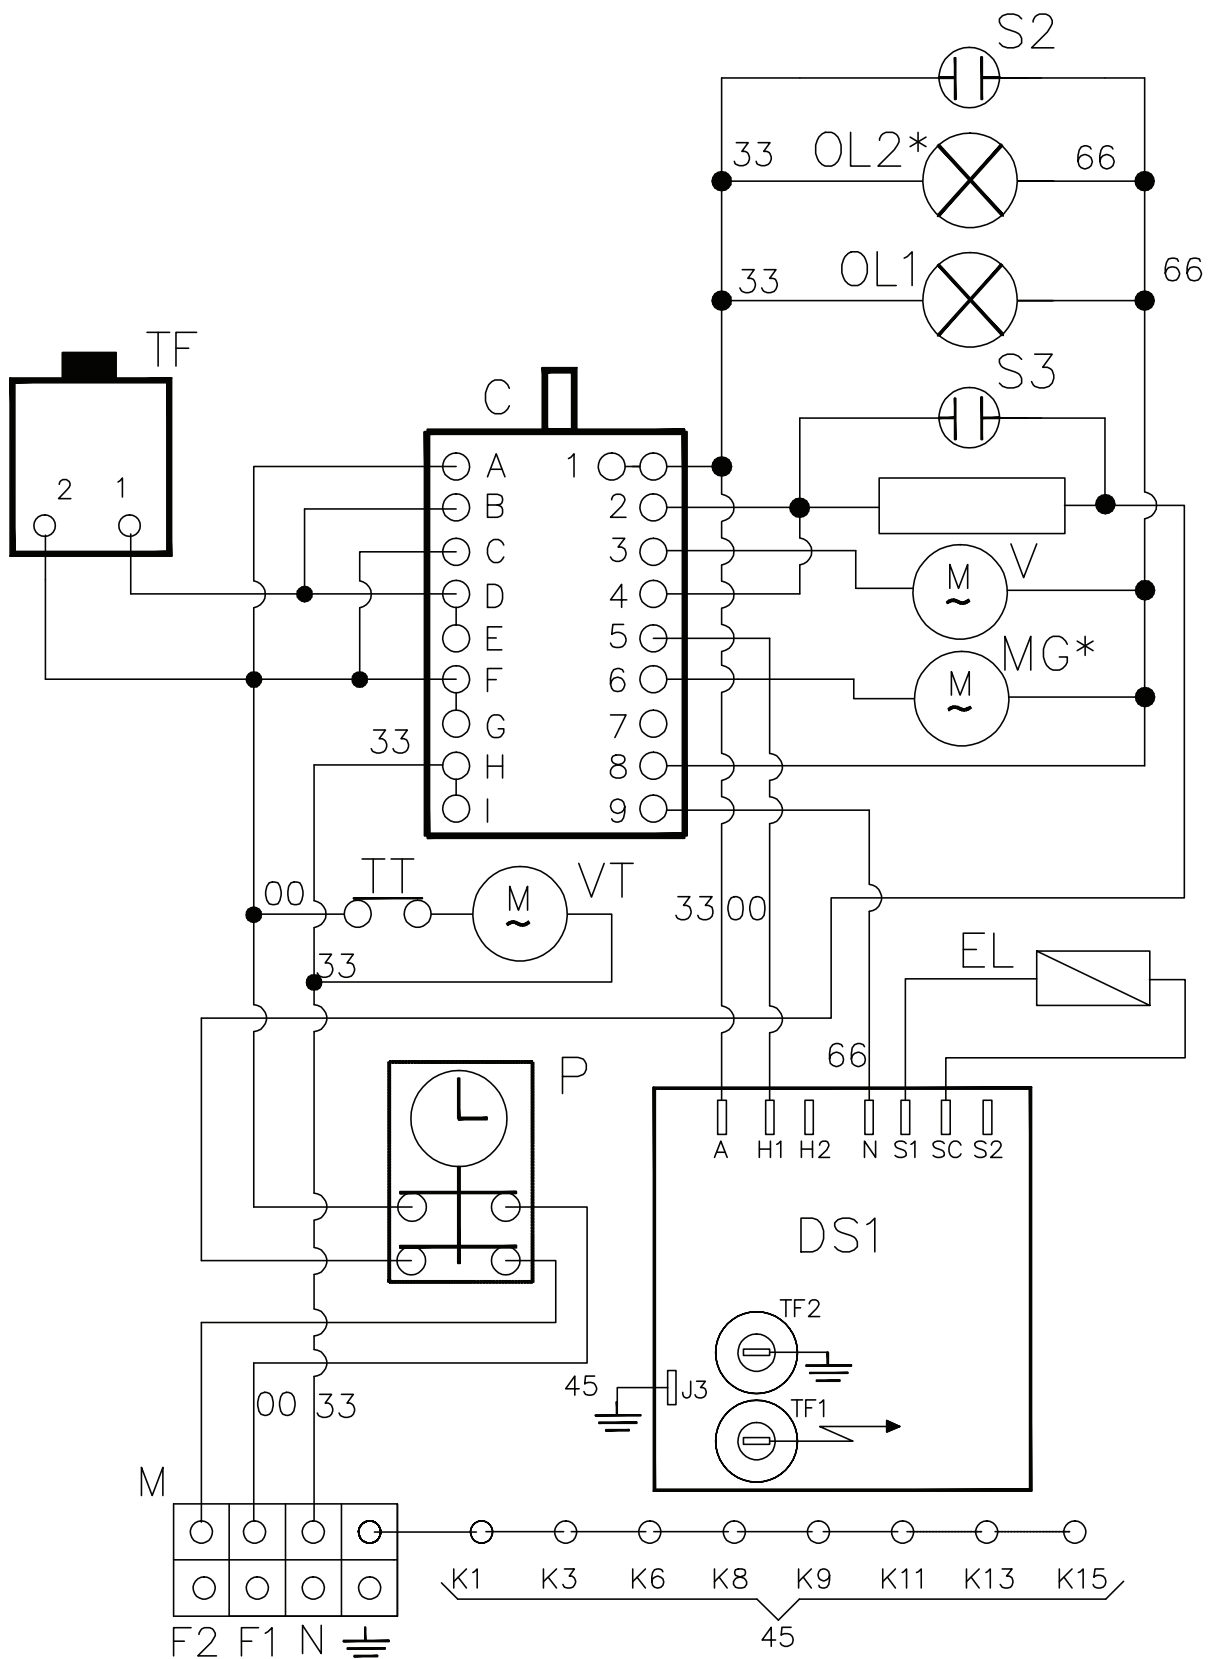 S2
33 OL2* 66
33 OL1 66
TF
S3
C
2 1
A 1
B 2
C 3
D 4
E 5
F 6
G 7
H 8
I 9
M V
M MG*
33
00 TT M VT
33
33 00
EL
66
P
A H1 H2 N S1 SC S2
DS1
TF2
45 J3
TF1
00 33
M
K1 K3 K6 K8 K9 K11 K13 K15
45
F2 F1 N